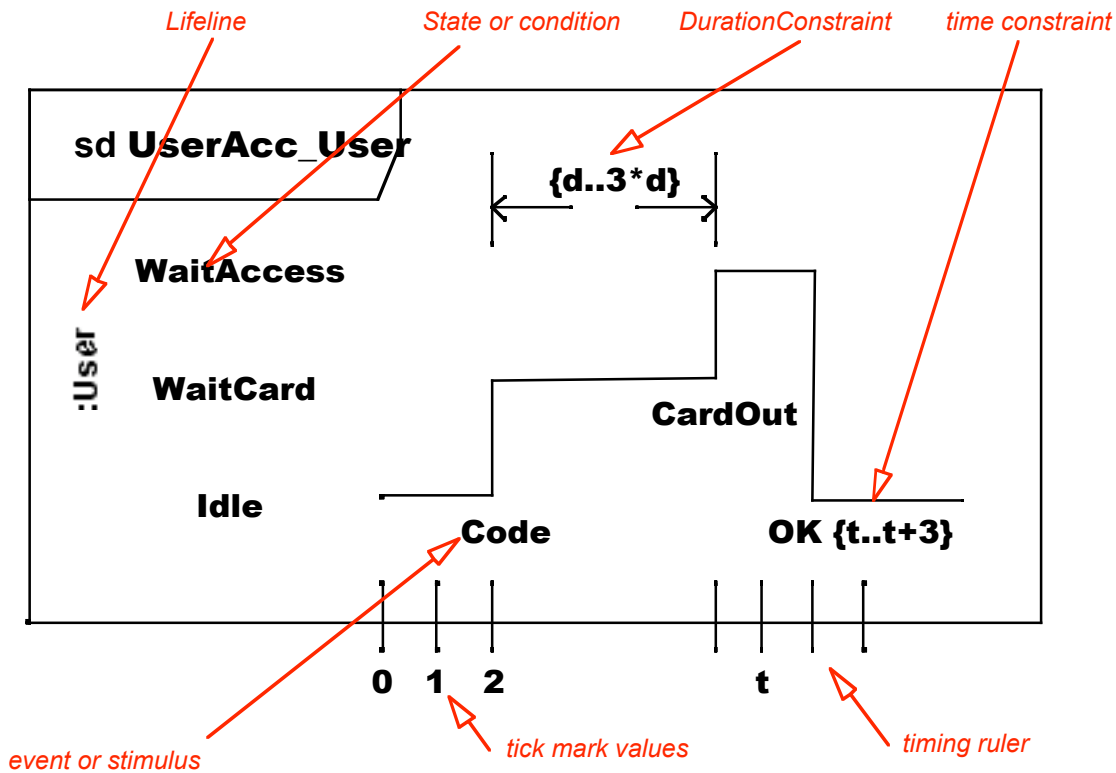 Lifeline State or condition DurationConstraint time constraint
sd UserAcc_User
{d..3*d}
WaitAccess
:User
WaitCard
CardOut
Idle
Code OK {t..t+3}
0 1 2 t
event or stimulus tick mark values timing ruler